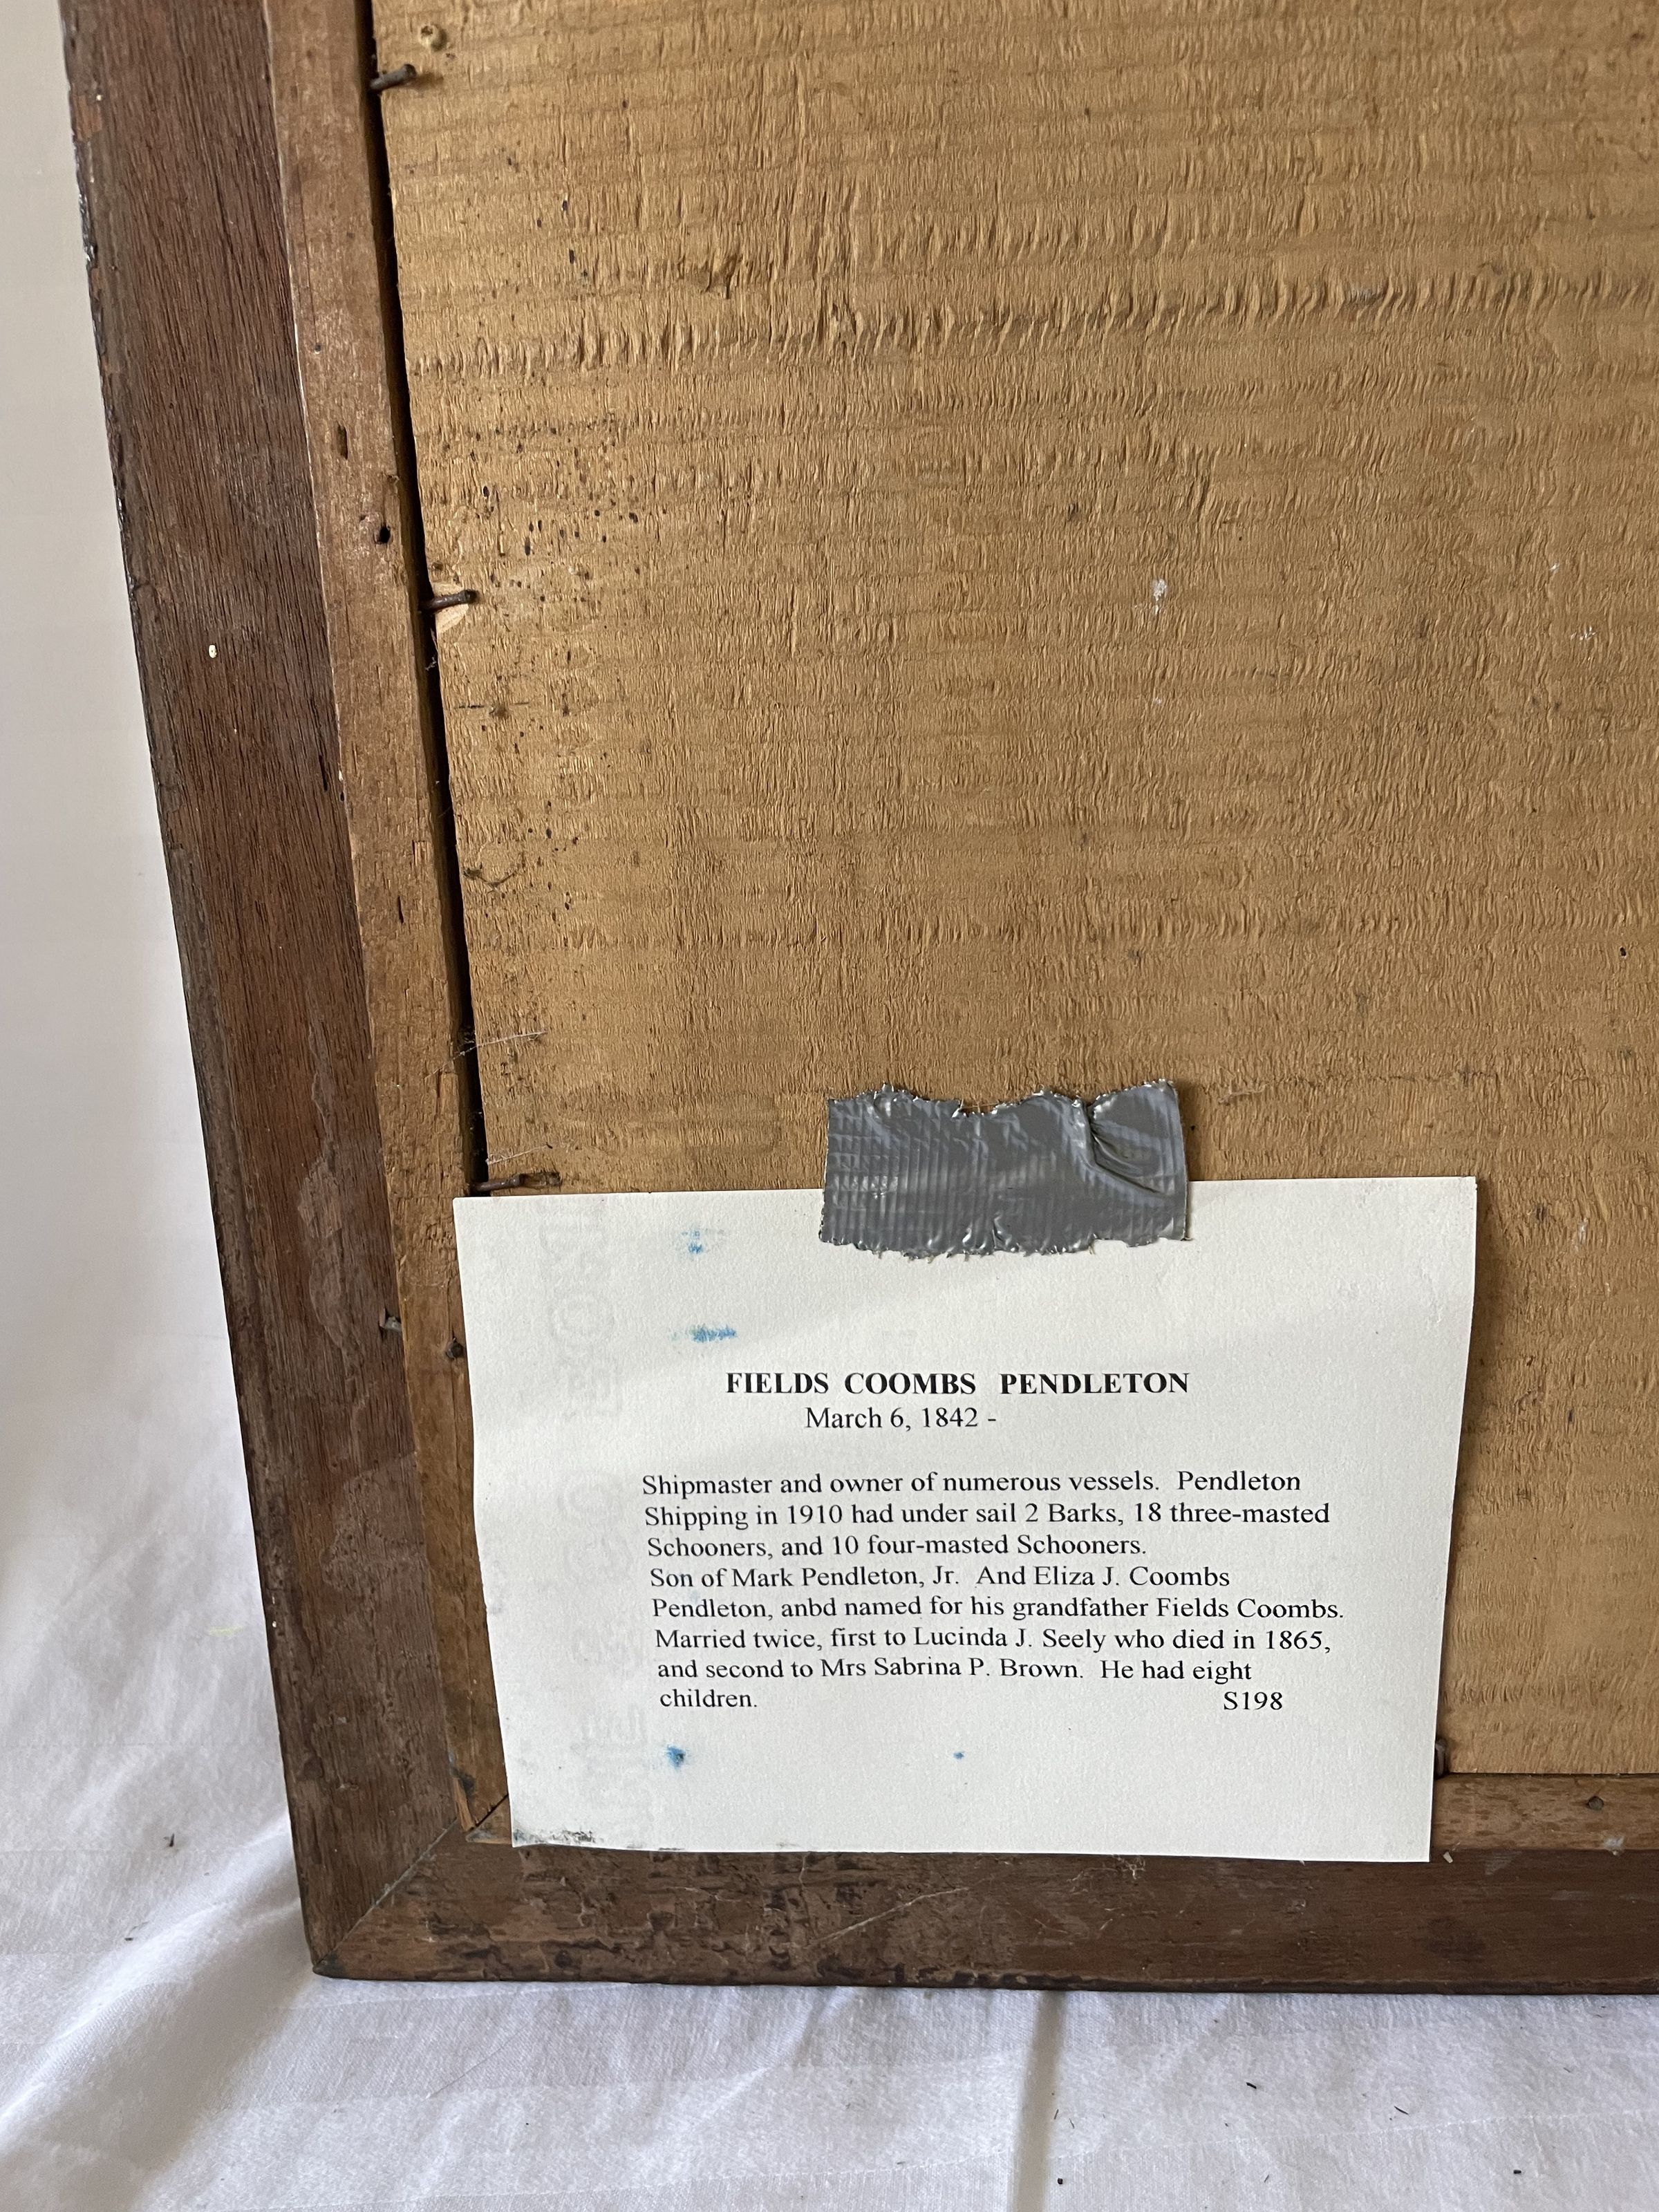 FIELDS COOMBS PENDLETON
March 6, 1842 -
Shipmaster and owner of numerous vessels. Pendleton
Shipping in 1910 had under sail 2 Barks, 18 three-masted
Schooners, and 10 four-masted Schooners.
Son of Mark Pendleton, Jr. And Eliza J. Coombs
Pendleton, anbd named for his grandfather Fields Coombs.
Married twice, first to Lucinda J. Seely who died in 1865,
and second to Mrs Sabrina P. Brown. He had eight
children. S198